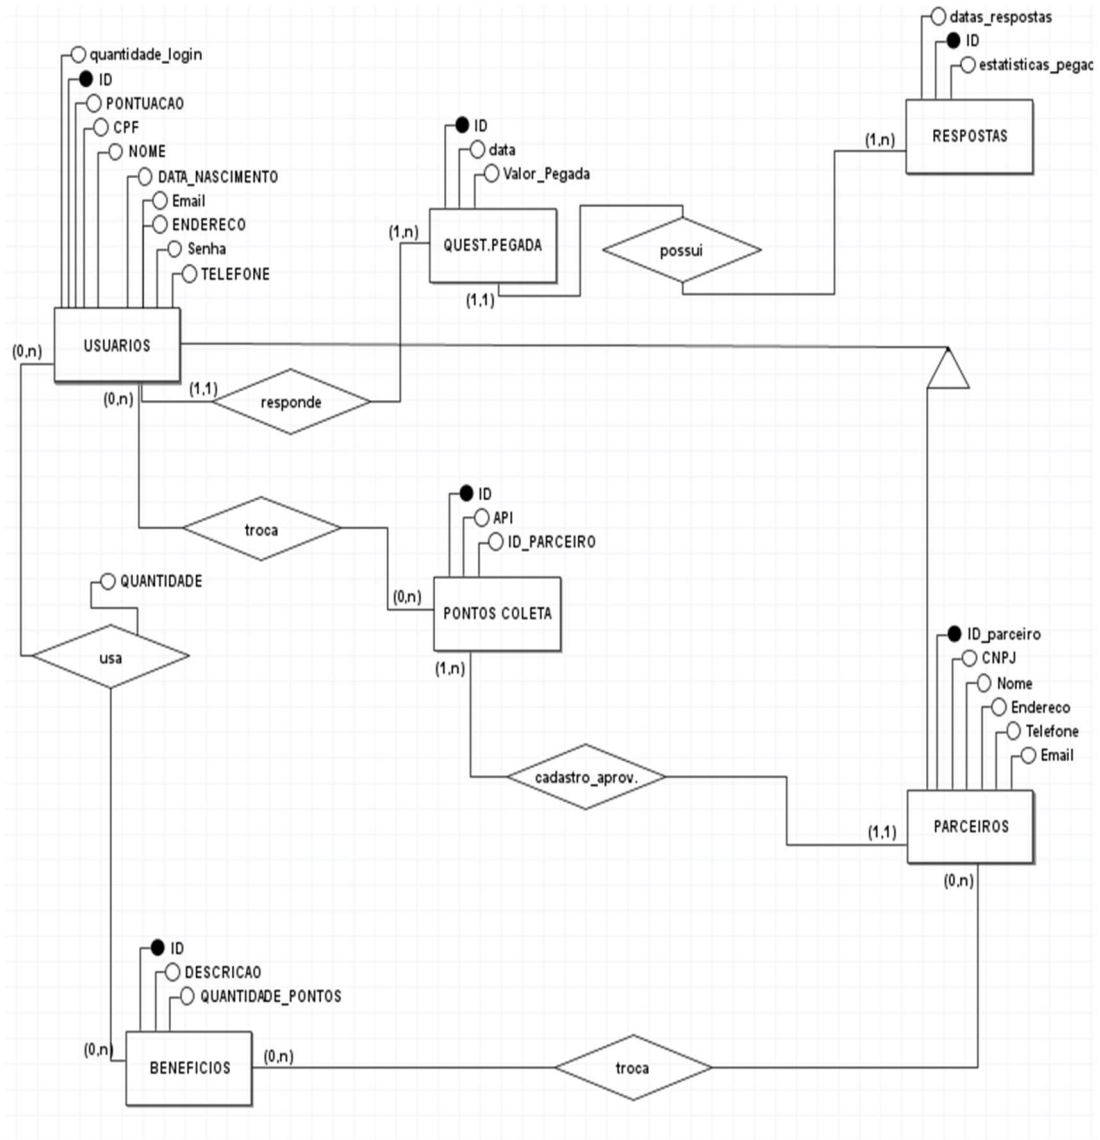 datas_respostas
ID
estatisticas_pegac
RESPOSTAS
(1,n)
quantidade_login
ID
PONTUACAO
CPF
NOME
DATA_NASCIMENTO
Email
ENDERECO
Senha
TELEFONE
USUARIOS
(0,n)
(0,n)
(1,1)
responde
(1,n)
ID
data
Valor_Pegada
QUEST.PEGADA
(1,1)
possui
troca
(0,n)
ID
API
ID_PARCEIRO
PONTOS COLETA
(1,n)
QUANTIDADE
usa
cadastro_aprov.
(1,1)
ID_parceiro
CNPJ
Nome
Endereco
Telefone
Email
PARCEIROS
(0,n)
ID
DESCRICAO
QUANTIDADE_PONTOS
(0,n)
BENEFICIOS
(0,n)
troca